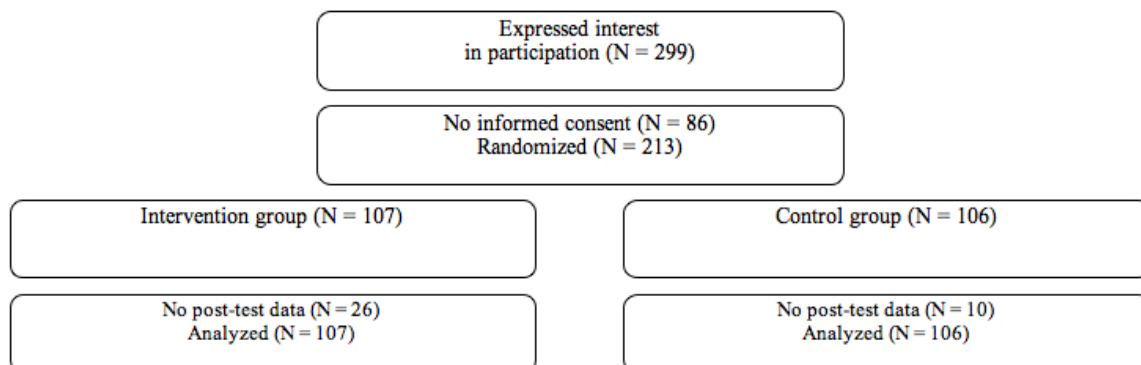 Expressed interest
in participation (N = 299)
No informed consent (N = 86)
Randomized (N = 213)
Intervention group (N = 107)
Control group (N = 106)
No post-test data (N = 26)
Analyzed (N = 107)
No post-test data (N = 10)
Analyzed (N = 106)